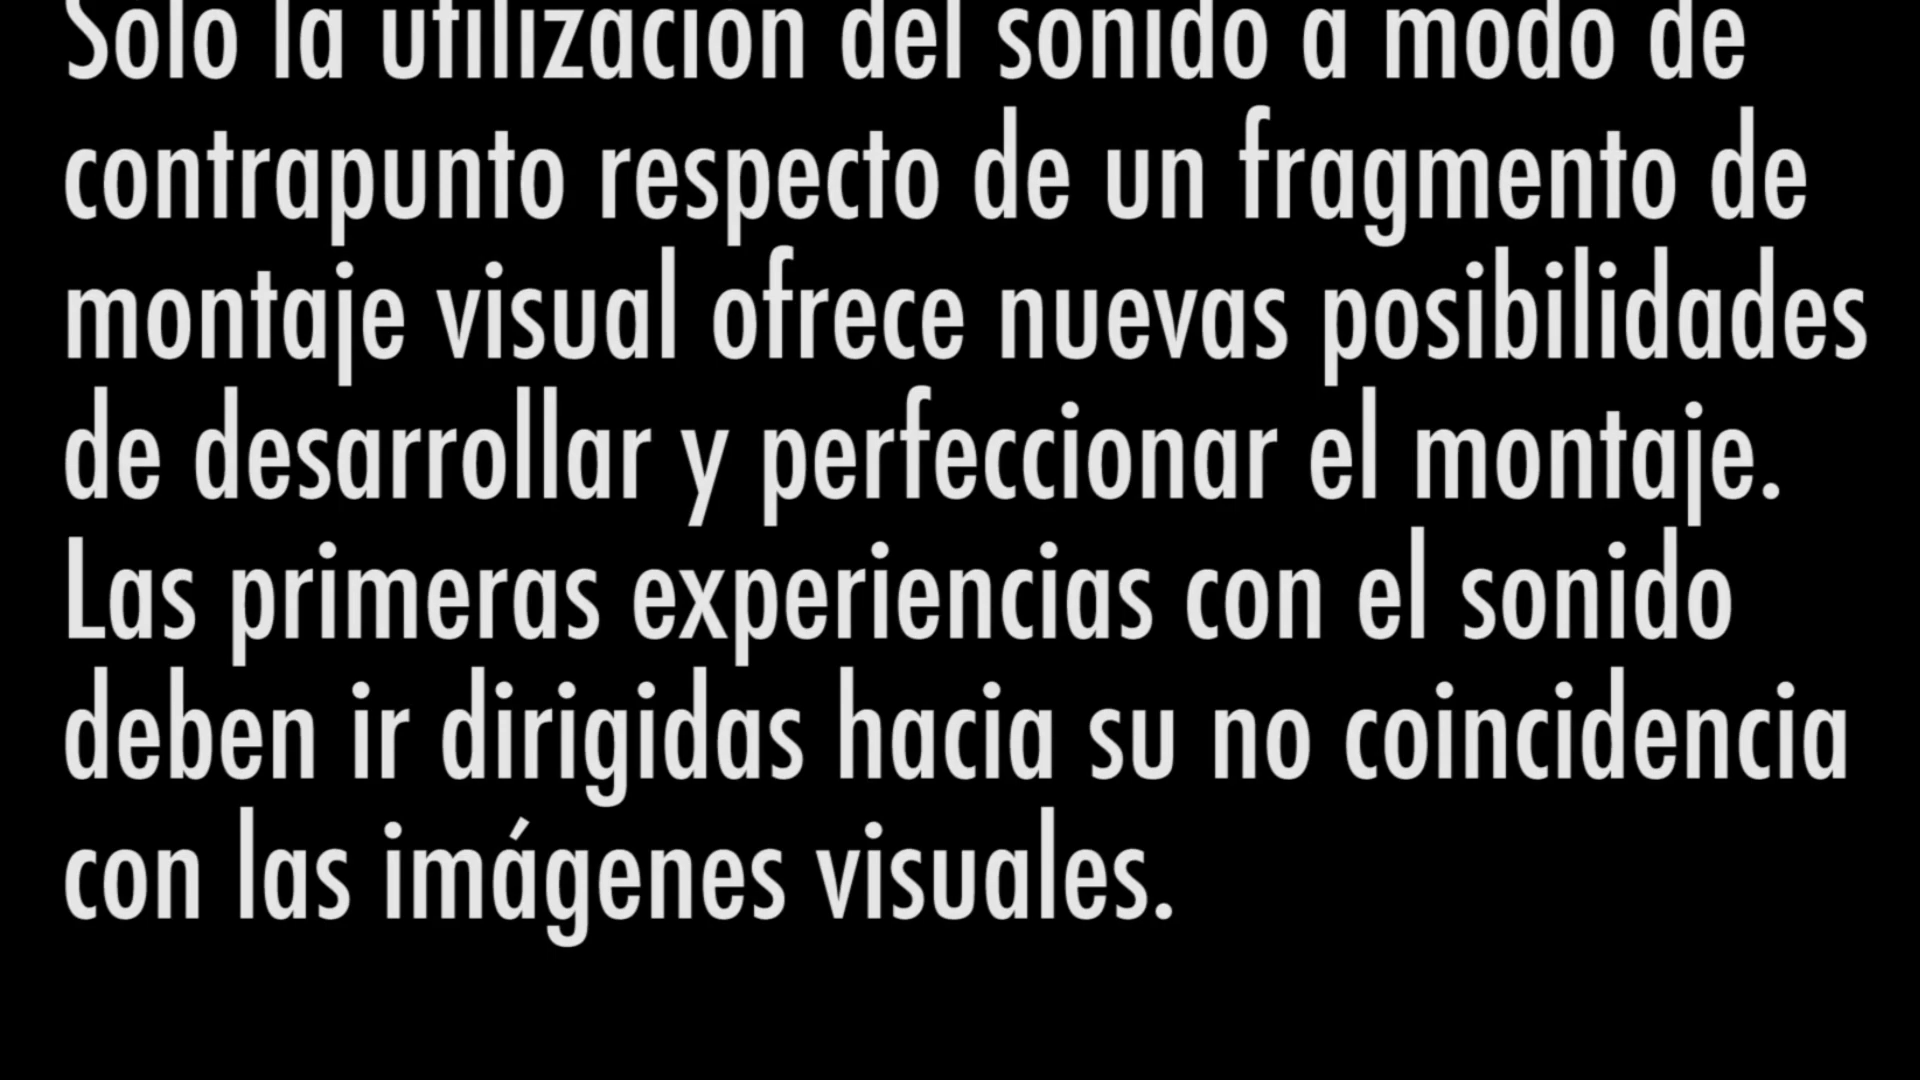 Solo la utilización del sonido a modo de
contrapunto respecto de un fragmento de
montaje visual ofrece nuevas posibilidades
de desarrollar y perfeccionar el montaje.
Las primeras experiencias con el sonido
deben ir dirigidas hacia su no coincidencia
con las imágenes visuales.